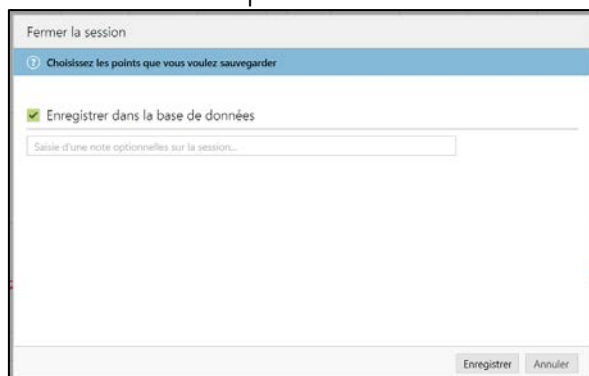 Fermer la session
Choisissez les points que vous voulez sauvegarder
Enregistrer dans la base de données
Saisie d'une note optionnelles sur la session...
Enregistrer Annuler